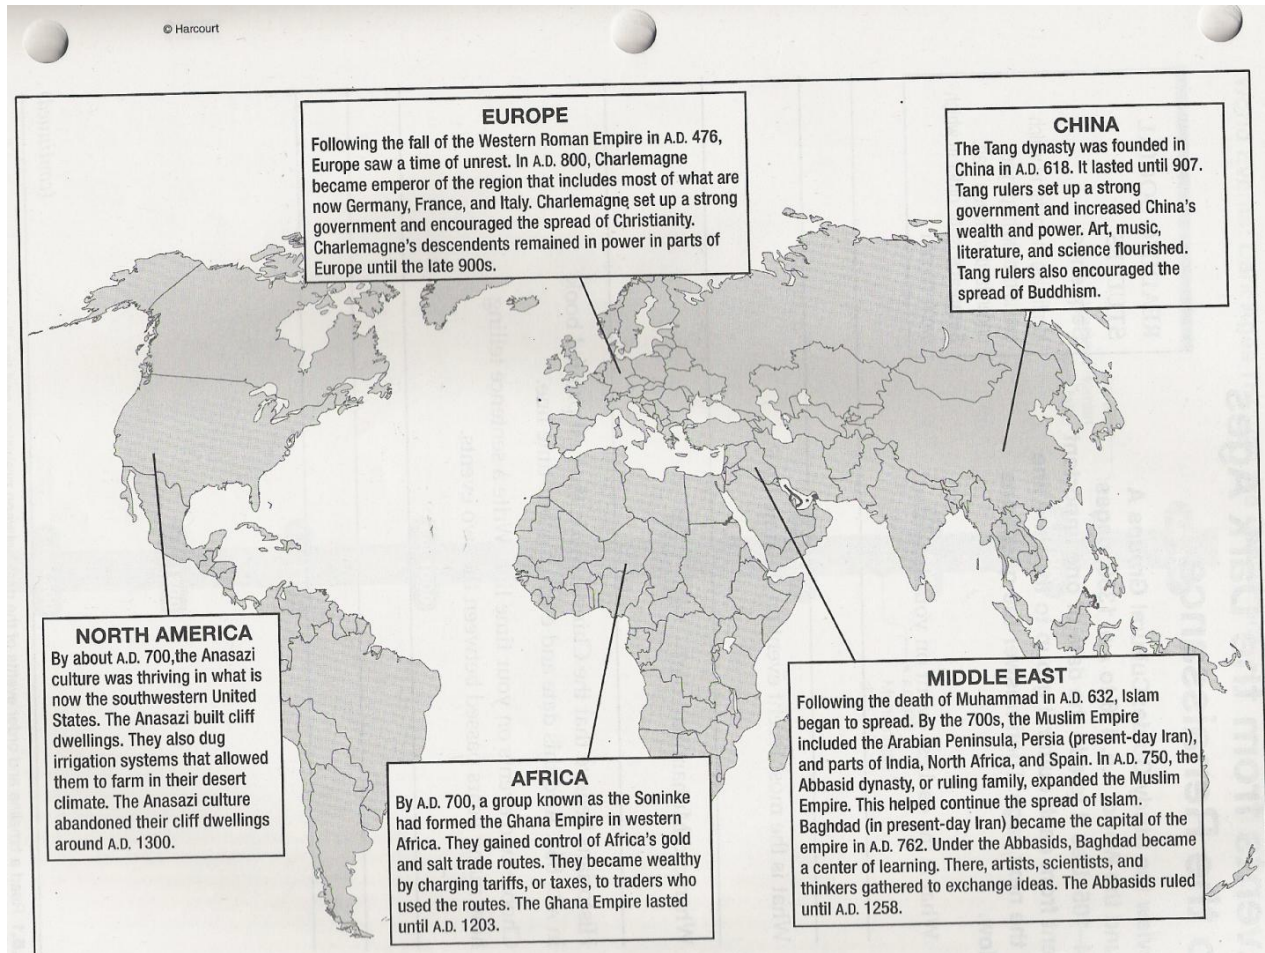 © Harcourt
EUROPE
Following the fall of the Western Roman Empire in A.D. 476,
Europe saw a time of unrest. In A.D. 800, Charlemagne
became emperor of the region that includes most of what are
now Germany, France, and Italy. Charlemagne set up a strong
government and encouraged the spread of Christianity.
Charlemagne's descendents remained in power in parts of
Europe until the late 900s.
CHINA
The Tang dynasty was founded in
China in A.D. 618. It lasted until 907.
Tang rulers set up a strong
government and increased China's
wealth and power. Art, music,
literature, and science flourished.
Tang rulers also encouraged the
spread of Buddhism.
NORTH AMERICA
By about A.D. 700,the Anasazi
culture was thriving in what is
now the southwestern United
States. The Anasazi built cliff
dwellings. They also dug
irrigation systems that allowed
them to farm in their desert
climate. The Anasazi culture
abandoned their cliff dwellings
around A.D. 1300.
AFRICA
By A.D. 700, a group known as the Soninke
had formed the Ghana Empire in western
Africa. They gained control of Africa's gold
and salt trade routes. They became wealthy
by charging tariffs, or taxes, to traders who
used the routes. The Ghana Empire lasted
until A.D. 1203.
MIDDLE EAST
Following the death of Muhammad in A.D. 632, Islam
began to spread. By the 700s, the Muslim Empire
included the Arabian Peninsula, Persia (present-day Iran),
and parts of India, North Africa, and Spain. In A.D. 750, the
Abbasid dynasty, or ruling family, expanded the Muslim
Empire. This helped continue the spread of Islam.
Baghdad (in present-day Iran) became the capital of the
empire in A.D. 762. Under the Abbasids, Baghdad became
a center of learning. There, artists, scientists, and
thinkers gathered to exchange ideas. The Abbasids ruled
until A.D. 1258.